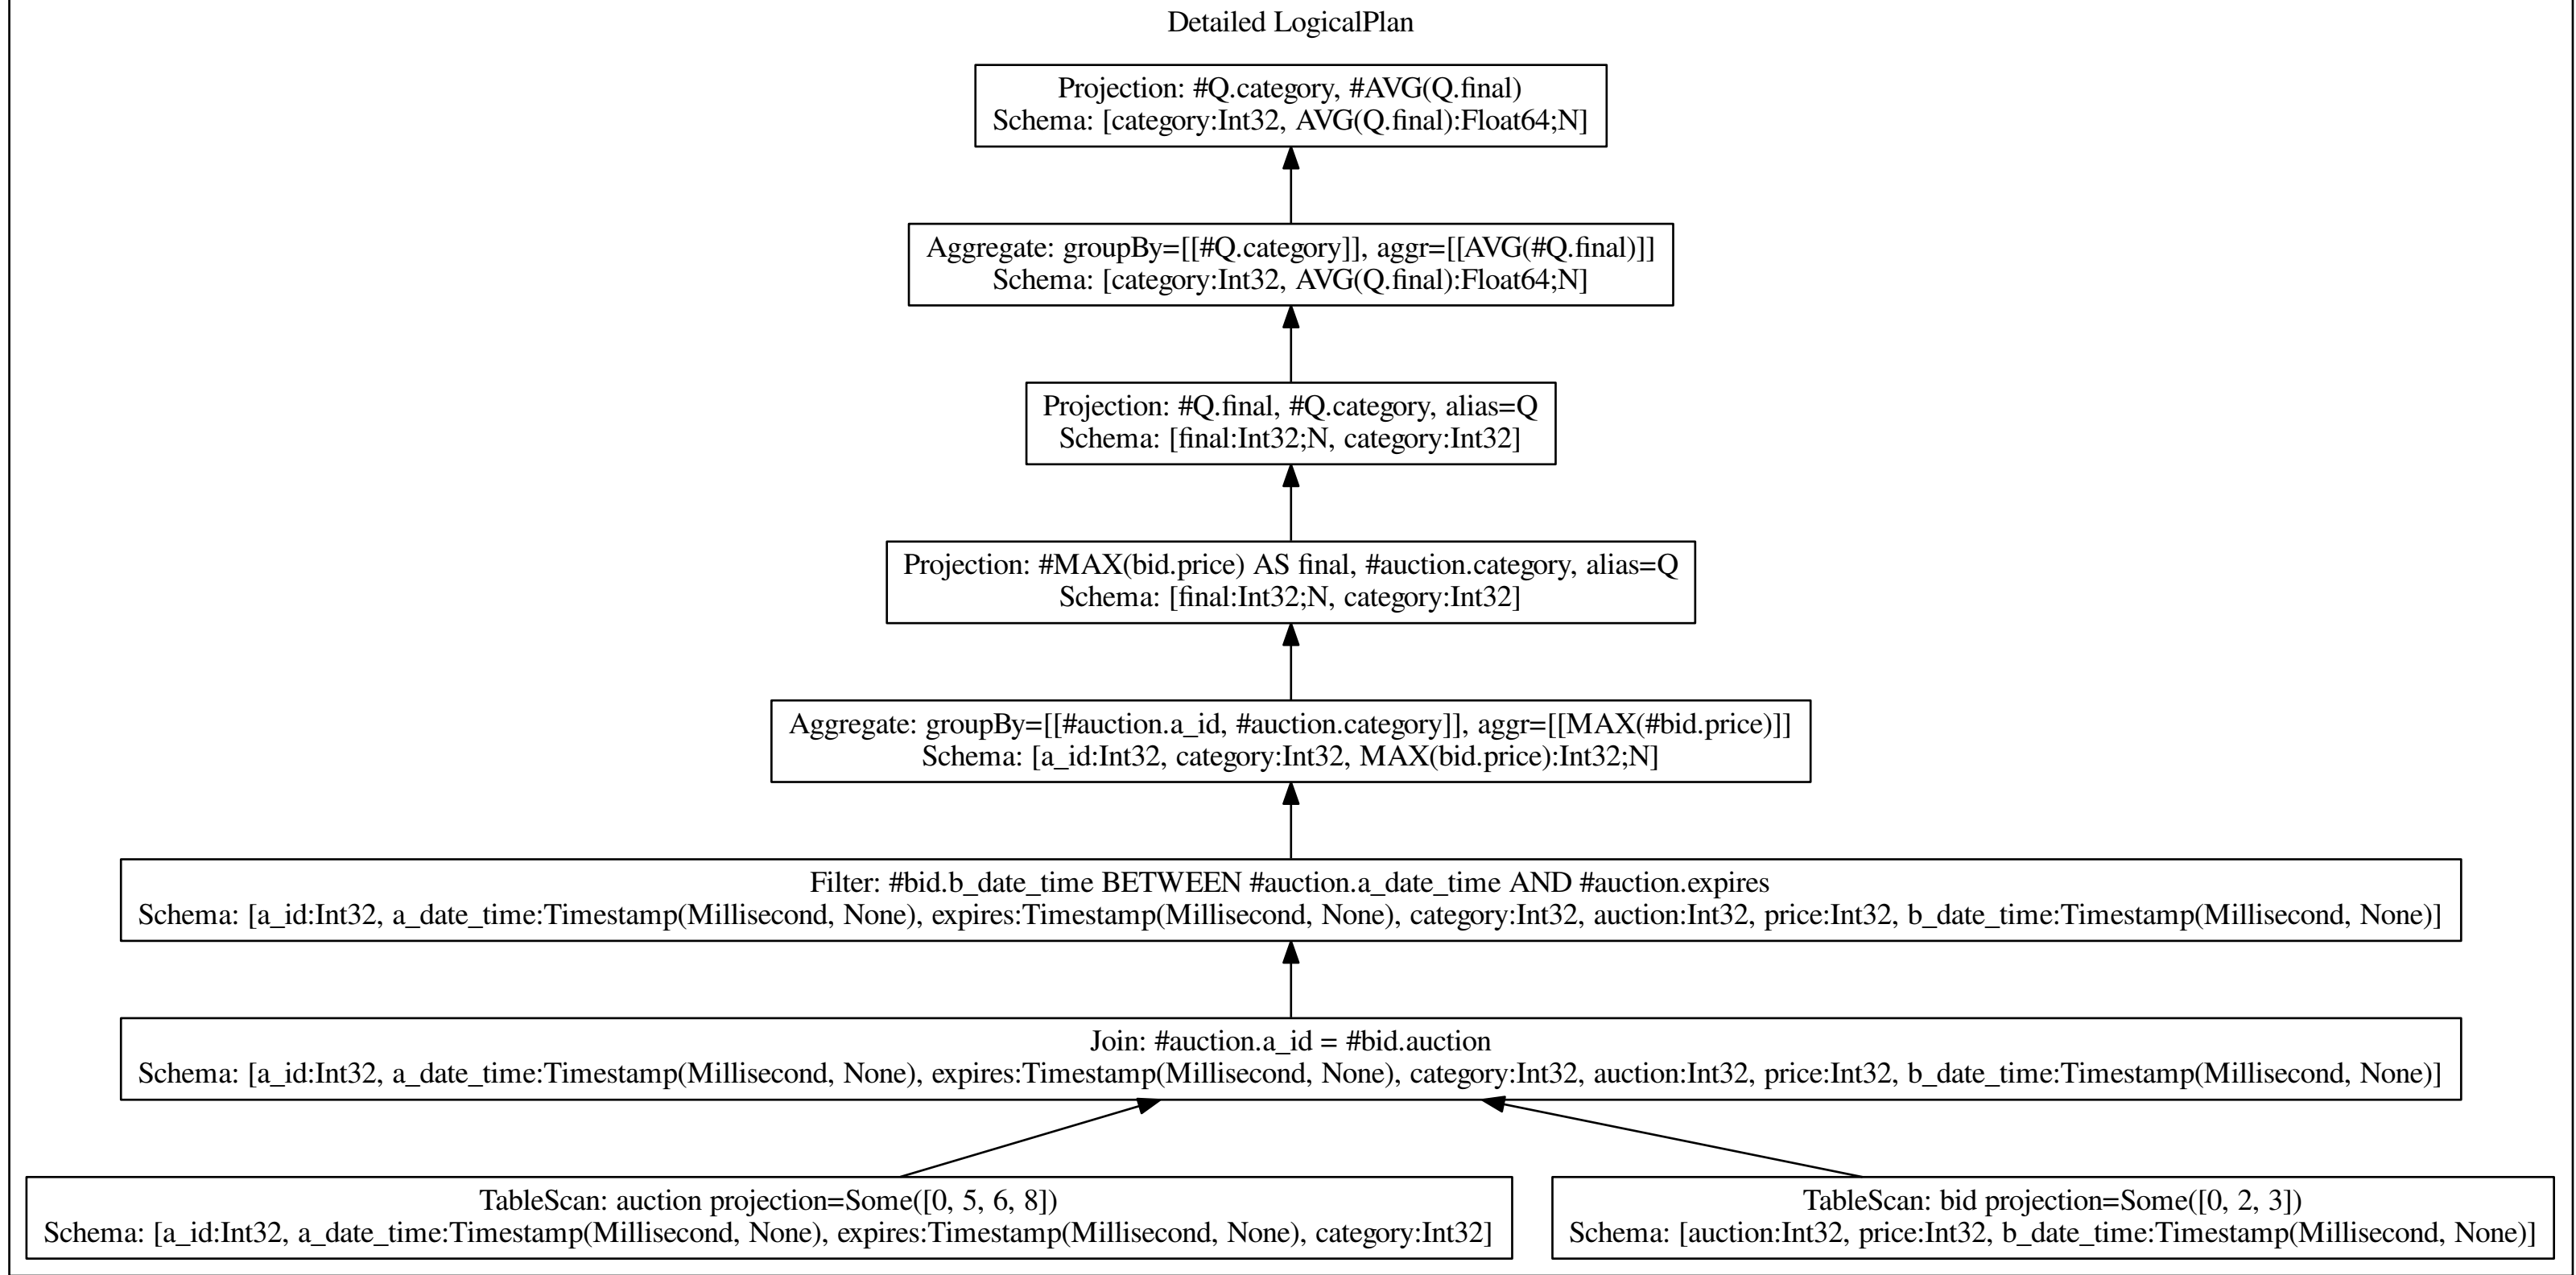 Detailed LogicalPlan
Projection: #Q.category, #AVG(Q.final)
Schema: [category:Int32, AVG(Q.final):Float64;N]
Aggregate: groupBy=[[#Q.category]], aggr=[[AVG(#Q.final)]]
Schema: [category:Int32, AVG(Q.final):Float64;N]
Projection: #Q.final, #Q.category, alias=Q
Schema: [final:Int32;N, category:Int32]
Projection: #MAX(bid.price) AS final, #auction.category, alias=Q
Schema: [final:Int32;N, category:Int32]
Aggregate: groupBy=[[#auction.a_id, #auction.category]], aggr=[[MAX(#bid.price)]]
Schema: [a_id:Int32, category:Int32, MAX(bid.price):Int32;N]
Filter: #bid.b_date_time BETWEEN #auction.a_date_time AND #auction.expires
Schema: [a_id:Int32, a_date_time:Timestamp(Millisecond, None), expires:Timestamp(Millisecond, None), category:Int32, auction:Int32, price:Int32, b_date_time:Timestamp(Millisecond, None)]
Join: #auction.a_id = #bid.auction
Schema: [a_id:Int32, a_date_time:Timestamp(Millisecond, None), expires:Timestamp(Millisecond, None), category:Int32, auction:Int32, price:Int32, b_date_time:Timestamp(Millisecond, None)]
TableScan: auction projection=Some([0, 5, 6, 8])
Schema: [a_id:Int32, a_date_time:Timestamp(Millisecond, None), expires:Timestamp(Millisecond, None), category:Int32]
TableScan: bid projection=Some([0, 2, 3])
Schema: [auction:Int32, price:Int32, b_date_time:Timestamp(Millisecond, None)]